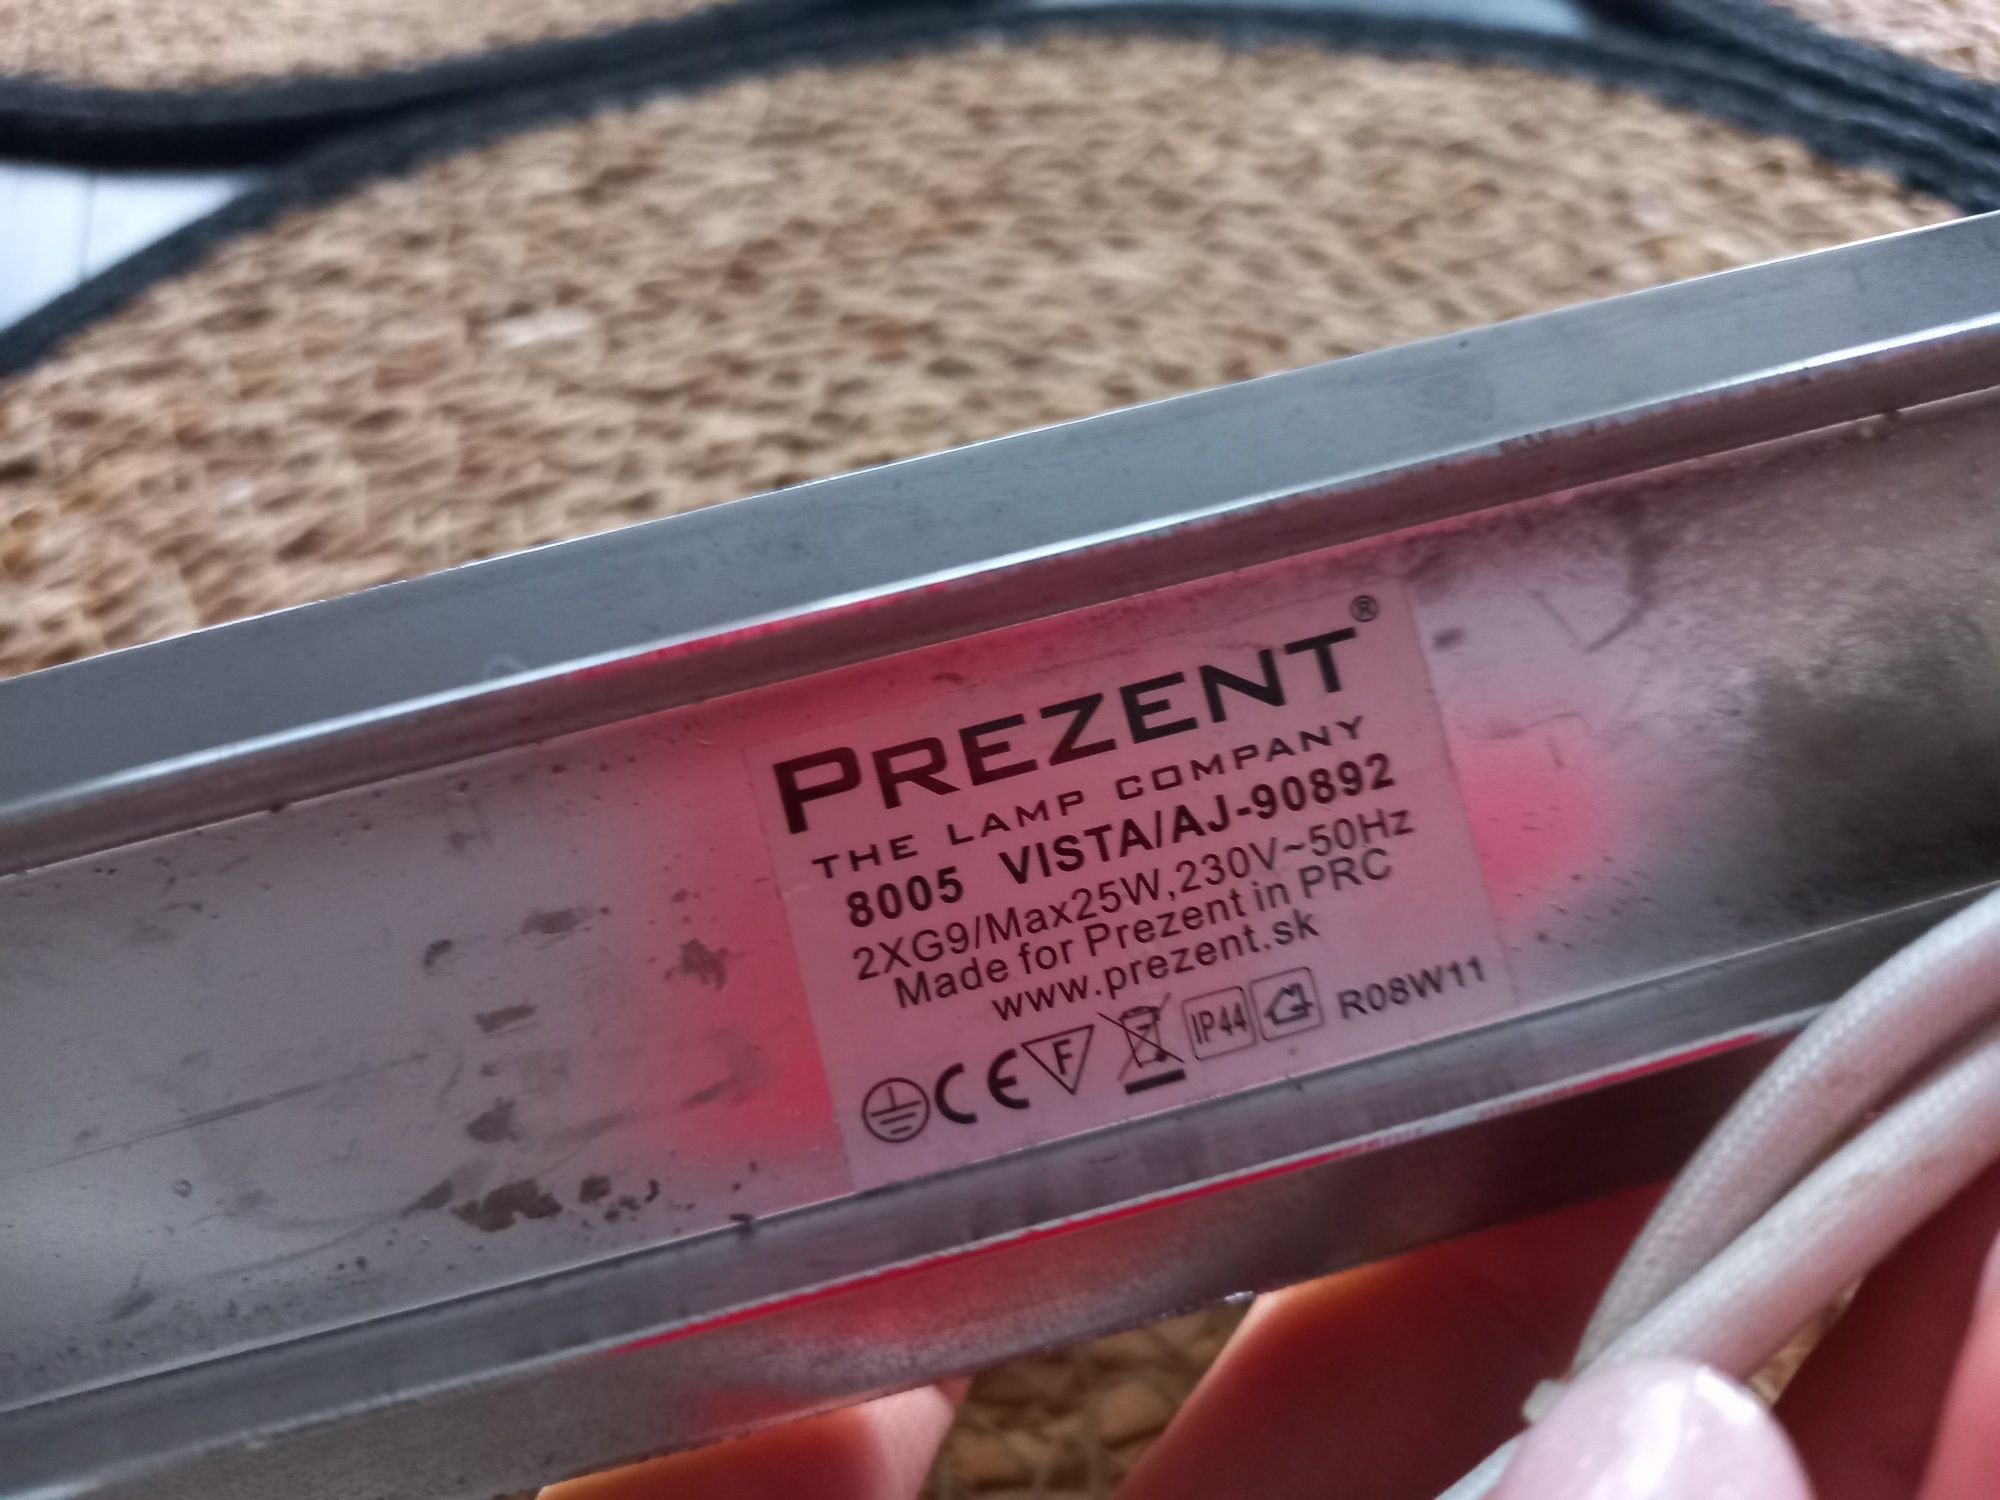 PREZENT®
THE LAMP COMPANY
8005 VISTA/AJ-90892
2XG9/Max25W,230V~50Hz
Made for Prezent in PRC
www.prezent.sk
CE F IP44 R08W11